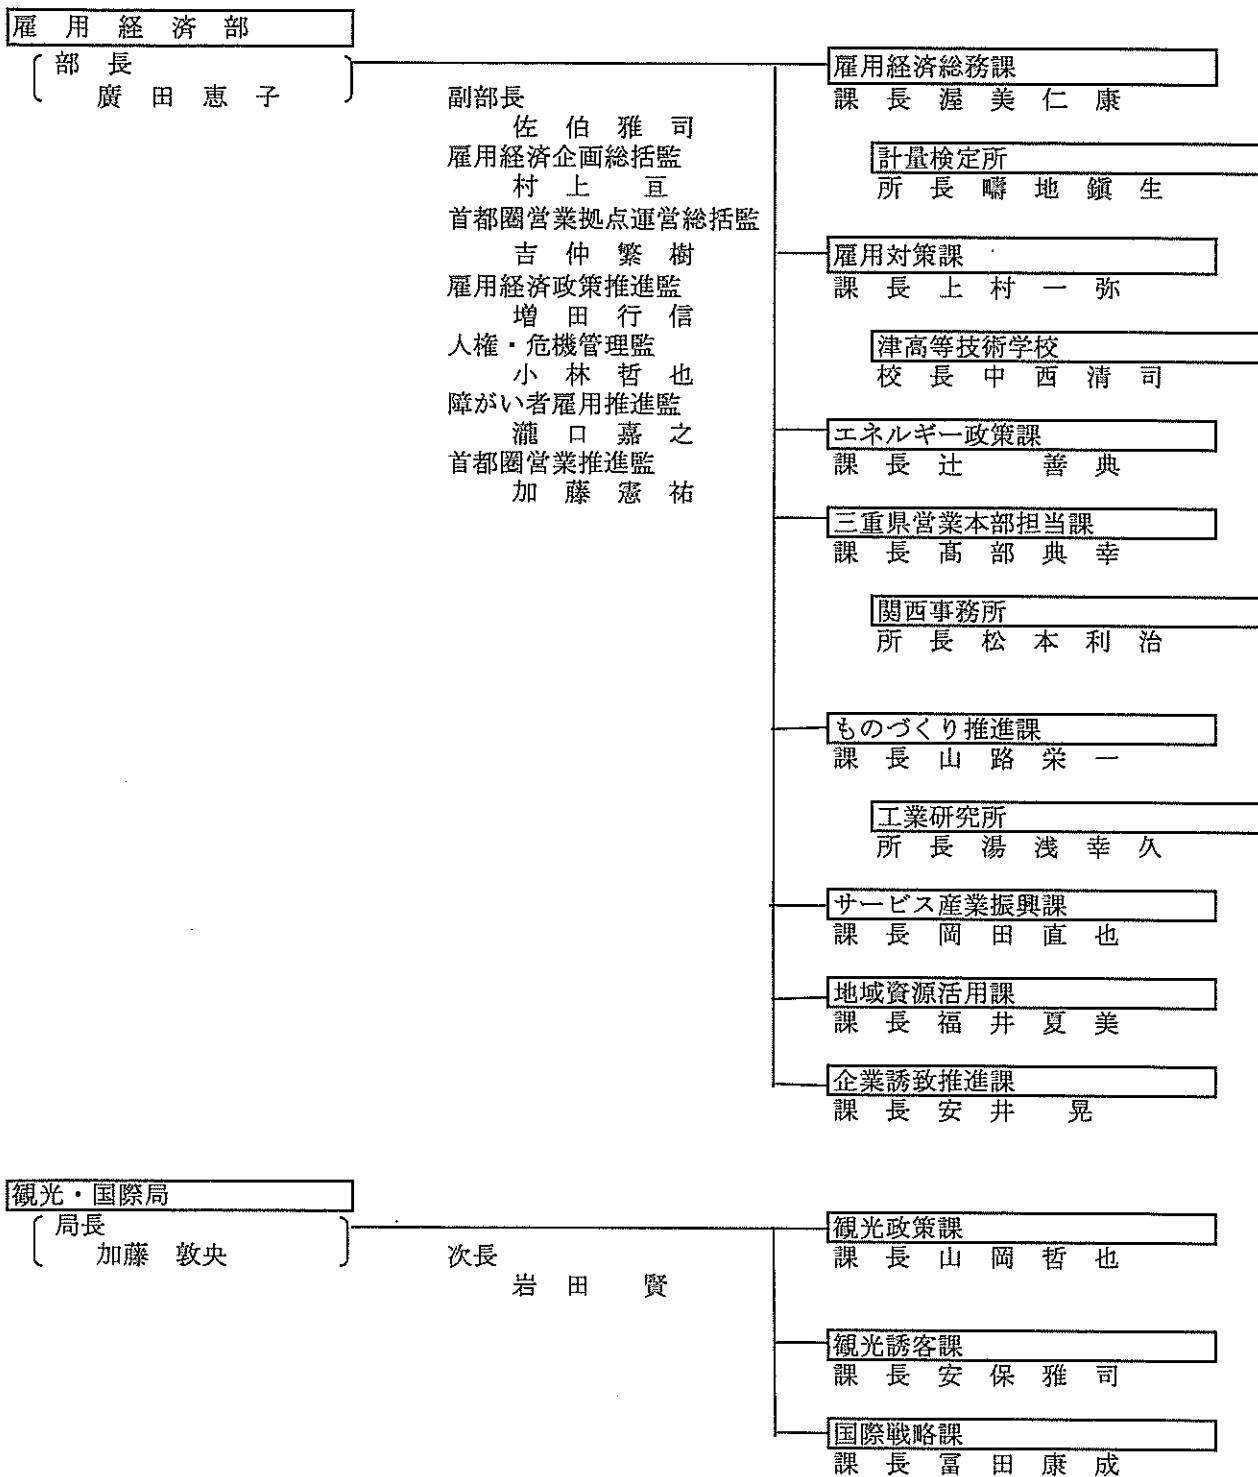 雇用経済部
部長
廣田恵子
副部長
佐伯雅司
雇用経済企画総括監
村上 亘
首都圏営業拠点運営総括監
吉仲繁樹
雇用経済政策推進監
増田行信
人権・危機管理監
小林哲也
障がい者雇用推進監
瀧口嘉之
首都圏営業推進監
加藤憲祐
雇用経済総務課
課長 渥美仁康
計量検定所
所長 疇地鎭生
雇用対策課
課長 上村一弥
津高等技術学校
校長 中西清司
エネルギー政策課
課長 辻 善典
三重県営業本部担当課
課長 髙部典幸
関西事務所
所長 松本利治
ものづくり推進課
課長 山路栄一
工業研究所
所長 湯浅幸久
サービス産業振興課
課長 岡田直也
地域資源活用課
課長 福井夏美
企業誘致推進課
課長 安井 晃
観光・国際局
局長
加藤 敦央
次長
岩田 賢
観光政策課
課長 山岡哲也
観光誘客課
課長 安保雅司
国際戦略課
課長 冨田康成